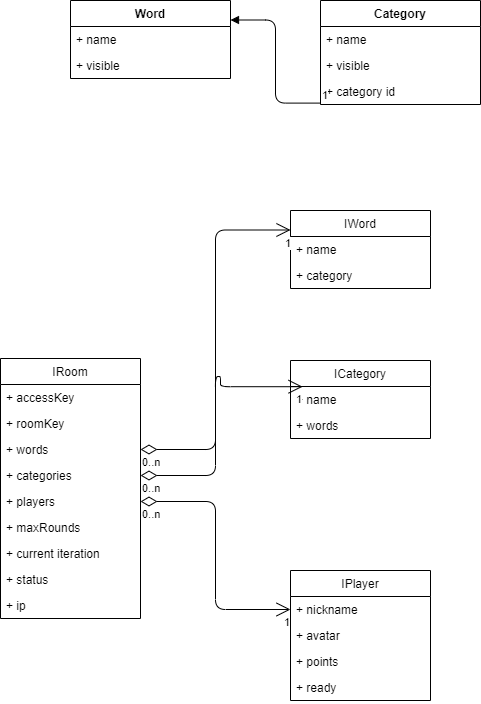 Word
+ name
+ visible
Category
+ name
+ visible
+ category id
1
IWord
+ name
+ category
1
ICategory
+ name
+ words
1
IRoom
+ accessKey
+ roomKey
+ words
+ categories
+ players
+ maxRounds
+ current iteration
+ status
+ ip
0..n
0..n
0..n
IPlayer
+ nickname
+ avatar
+ points
+ ready
1